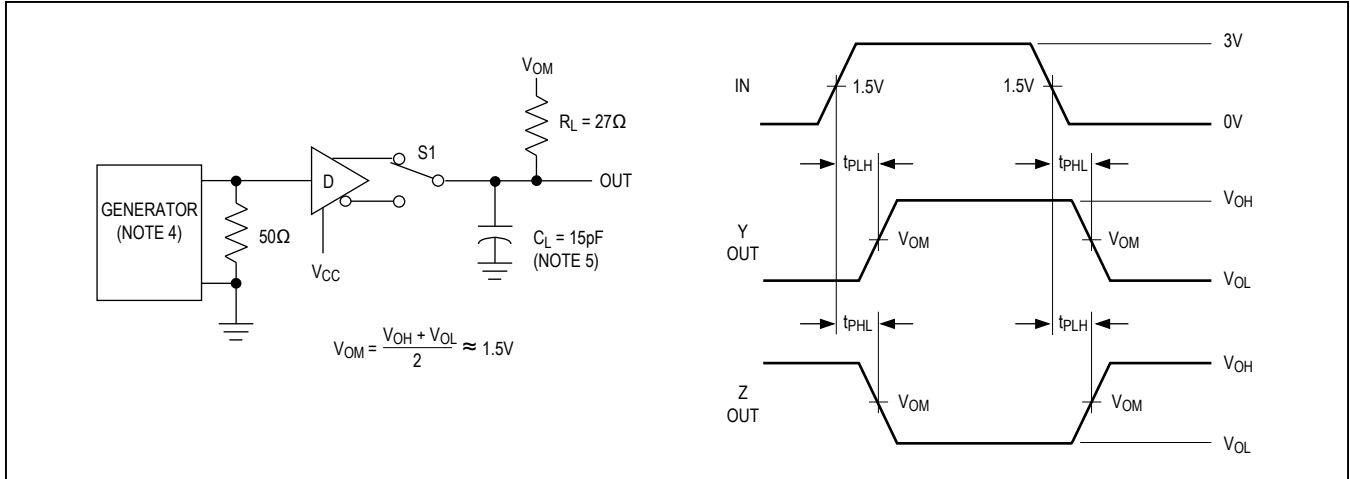 GENERATOR
(NOTE 4)
50Ω
D
VCC
S1
VOM
RL = 27Ω
OUT
CL = 15pF
(NOTE 5)
VOM = VOH + VOL / 2 ≈ 1.5V
IN
1.5V
1.5V
3V
0V
tPLH
tPHL
Y
OUT
VOM
VOM
VOH
VOL
tPHL
tPLH
Z
OUT
VOM
VOM
VOH
VOL